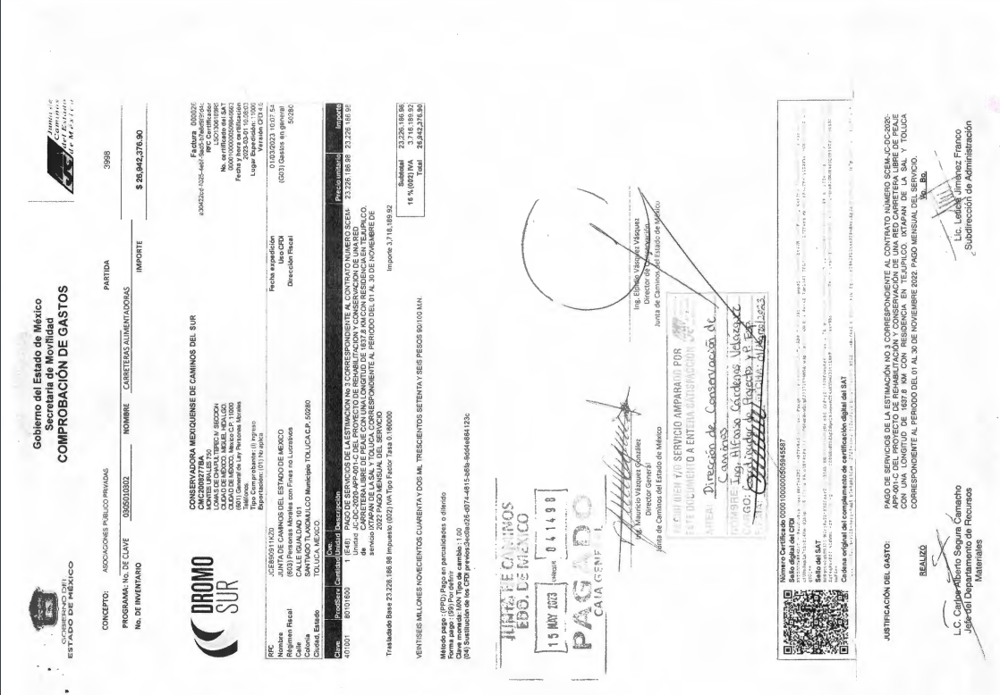 Gobierno del Estado de México
Secretaría de Movilidad
COMPROBACIÓN DE GASTOS
GOBIERNO DEL
ESTADO DE MÉXICO
Junta de
Caminos
del Estado
de México
CONCEPTO: ASOCIACIONES PUBLICO PRIVADAS PARTIDA 3998
PROGRAMA: No. DE CLAVE 0305010302 NOMBRE CARRETERAS ALIMENTADORAS
No. DE INVENTARIO IMPORTE $ 26,942,376.90
DROMO
SUR
CONSERVADORA MEXIQUENSE DE CAMINOS DEL SUR
MONTES URALES 750
LOMAS DE CHAPULTEPEC IV SECCION
CIUDAD DE MÉXICO, MIGUEL HIDALGO,
CIUDAD DE MÉXICO, México C.P. 11000
(601) General de Ley Personas Morales
Teléfonos
Tipo Comprobante: (I) Ingreso
Exportación: (01) No aplica
RFC Certificador
No. certificado del SAT
Fecha y hora certificación
2023-03-01 10:08:03
Lugar Expedición: 11000
Versión CFDI 4.0
RFC JCE890911KZ0
Nombre JUNTA DE CAMINOS DEL ESTADO DE MEXICO
Régimen Fiscal (603) Personas Morales con Fines no Lucrativos
Calle CALLE IGUALDAD 101
Colonia SANTIAGO TLAXOMULCO Municipio TOLUCA C.P. 50280
Ciudad, Estado TOLUCA MEXICO
Fecha expedición 01/03/2023 10:07:54
Uso CFDI (G03) Gastos en general
Dirección Fiscal 50280
Clave ProdServ Cantidad Cve. Unidad Descripción Precio unitario Importe
401001 80101600 1 (E48) PAGO DE SERVICIOS DE LA ESTIMACION No 3 CORRESPONDIENTE AL CONTRATO NUMERO SCEM- 23,226,186.98 23,226,186.98
Unidad JC-DC-2020-APP-001-C DEL PROYECTO DE REHABILITACION Y CONSERVACION DE UNA RED
de CARRETERA LIBRE DE PEAJE CON UNA LONGITUD DE 1637.8 KM CON RESIDENCIA EN TEJUPILCO,
servicio IXTAPAN DE LA SAL Y TOLUCA CORRESPONDIENTE AL PERIODO DEL 01 AL 30 DE NOVIEMBRE DE
2022 PAGO MENSUAL DEL SERVICIO
Trasladado Base 23,226,186.98 Impuesto (002) IVA Tipo Factor Tasa 0.160000 Importe 3,716,189.92
Subtotal 23,226,186.98
16 % (002) IVA 3,716,189.92
Total 26,942,376.90
VEINTISEIS MILLONES NOVECIENTOS CUARENTA Y DOS MIL TRESCIENTOS SETENTA Y SEIS PESOS 90/100 M.N.
Método pago : (PPD) Pago en parcialidades o diferido
Forma pago : (99) Por definir
Clave moneda: MXN Tipo de cambio : 1.00
(04) Sustitución de los CFDI previos
JUNTA DE CAMINOS
EDO. DE MEXICO
15 MAY 2023 041498
PAGADO
CAJA GENERAL
Ing. Mauricio Vázquez González
Director General
Junta de Caminos del Estado de México
Ing. Elpidio Vásquez Vásquez
Director de Conservación
Junta de Caminos del Estado de México
RECIBI BIEN Y/O SERVICIO AMPARADO POR
ESTE DOCUMENTO A ENTERA SATISFACCIÓN
AREA: Dirección de Conservación de
Caminos
NOMBRE: Ing. Alfonso Cárdenas Velazquez
CARGO:
Número Certificado 00001000000505945587
Sello digital del CFDI
Sello del SAT
Cadena original del complemento de certificación digital del SAT
JUSTIFICACIÓN DEL GASTO: PAGO DE SERVICIOS DE LA ESTIMACIÓN NO 3 CORRESPONDIENTE AL CONTRATO NÚMERO SCEM-JC-DC-2020-
APP-001-C DEL PROYECTO DE REHABILITACIÓN Y CONSERVACIÓN DE UNA RED CARRETERA LIBRE DE PEAJE
CON UNA LONGITUD DE 1637.8 KM CON RESIDENCIA EN TEJUPILCO, IXTAPAN DE LA SAL Y TOLUCA
CORRESPONDIENTE AL PERIODO DEL 01 AL 30 DE NOVIEMBRE 2022. PAGO MENSUAL DEL SERVICIO.
REALIZÓ
L.C. Carlos Alberto Segura Camacho
Jefe del Departamento de Recursos
Materiales
Vo. Bo.
Lic. Leticia Jiménez Franco
Subdirección de Administración